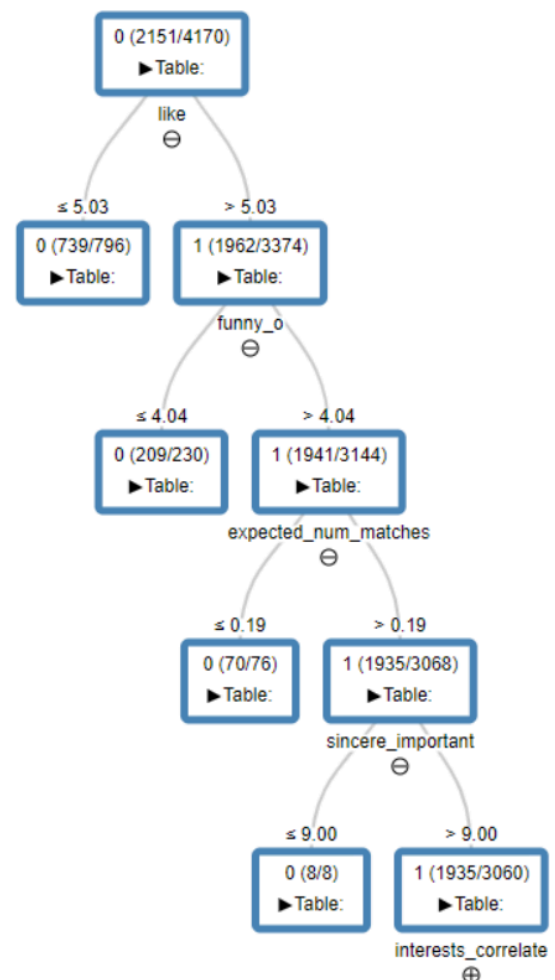 0 (2151/4170)
▶Table:
like
⊖
≤ 5.03
> 5.03
0 (739/796)
▶Table:
1 (1962/3374)
▶Table:
funny_o
⊖
≤ 4.04
> 4.04
0 (209/230)
▶Table:
1 (1941/3144)
▶Table:
expected_num_matches
⊖
≤ 0.19
> 0.19
0 (70/76)
▶Table:
1 (1935/3068)
▶Table:
sincere_important
⊖
≤ 9.00
> 9.00
0 (8/8)
▶Table:
1 (1935/3060)
▶Table:
interests_correlate
⊕